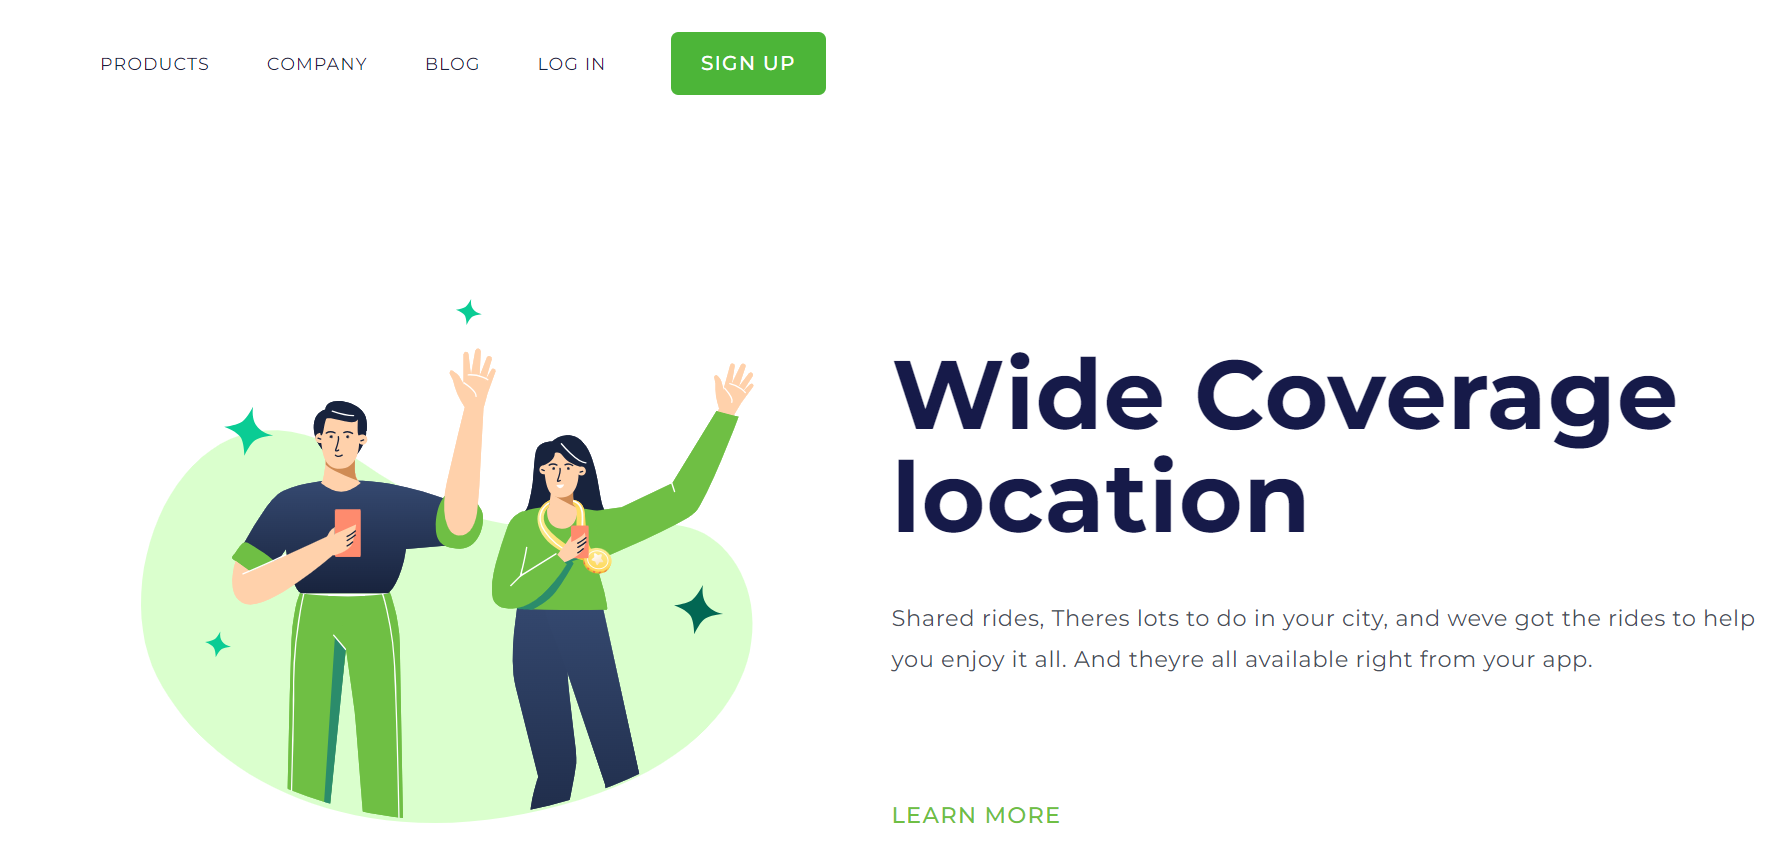 PRODUCTS COMPANY BLOG LOG IN SIGN UP
Wide Coverage
location
Shared rides, Theres lots to do in your city, and weve got the rides to help
you enjoy it all. And theyre all available right from your app.
LEARN MORE